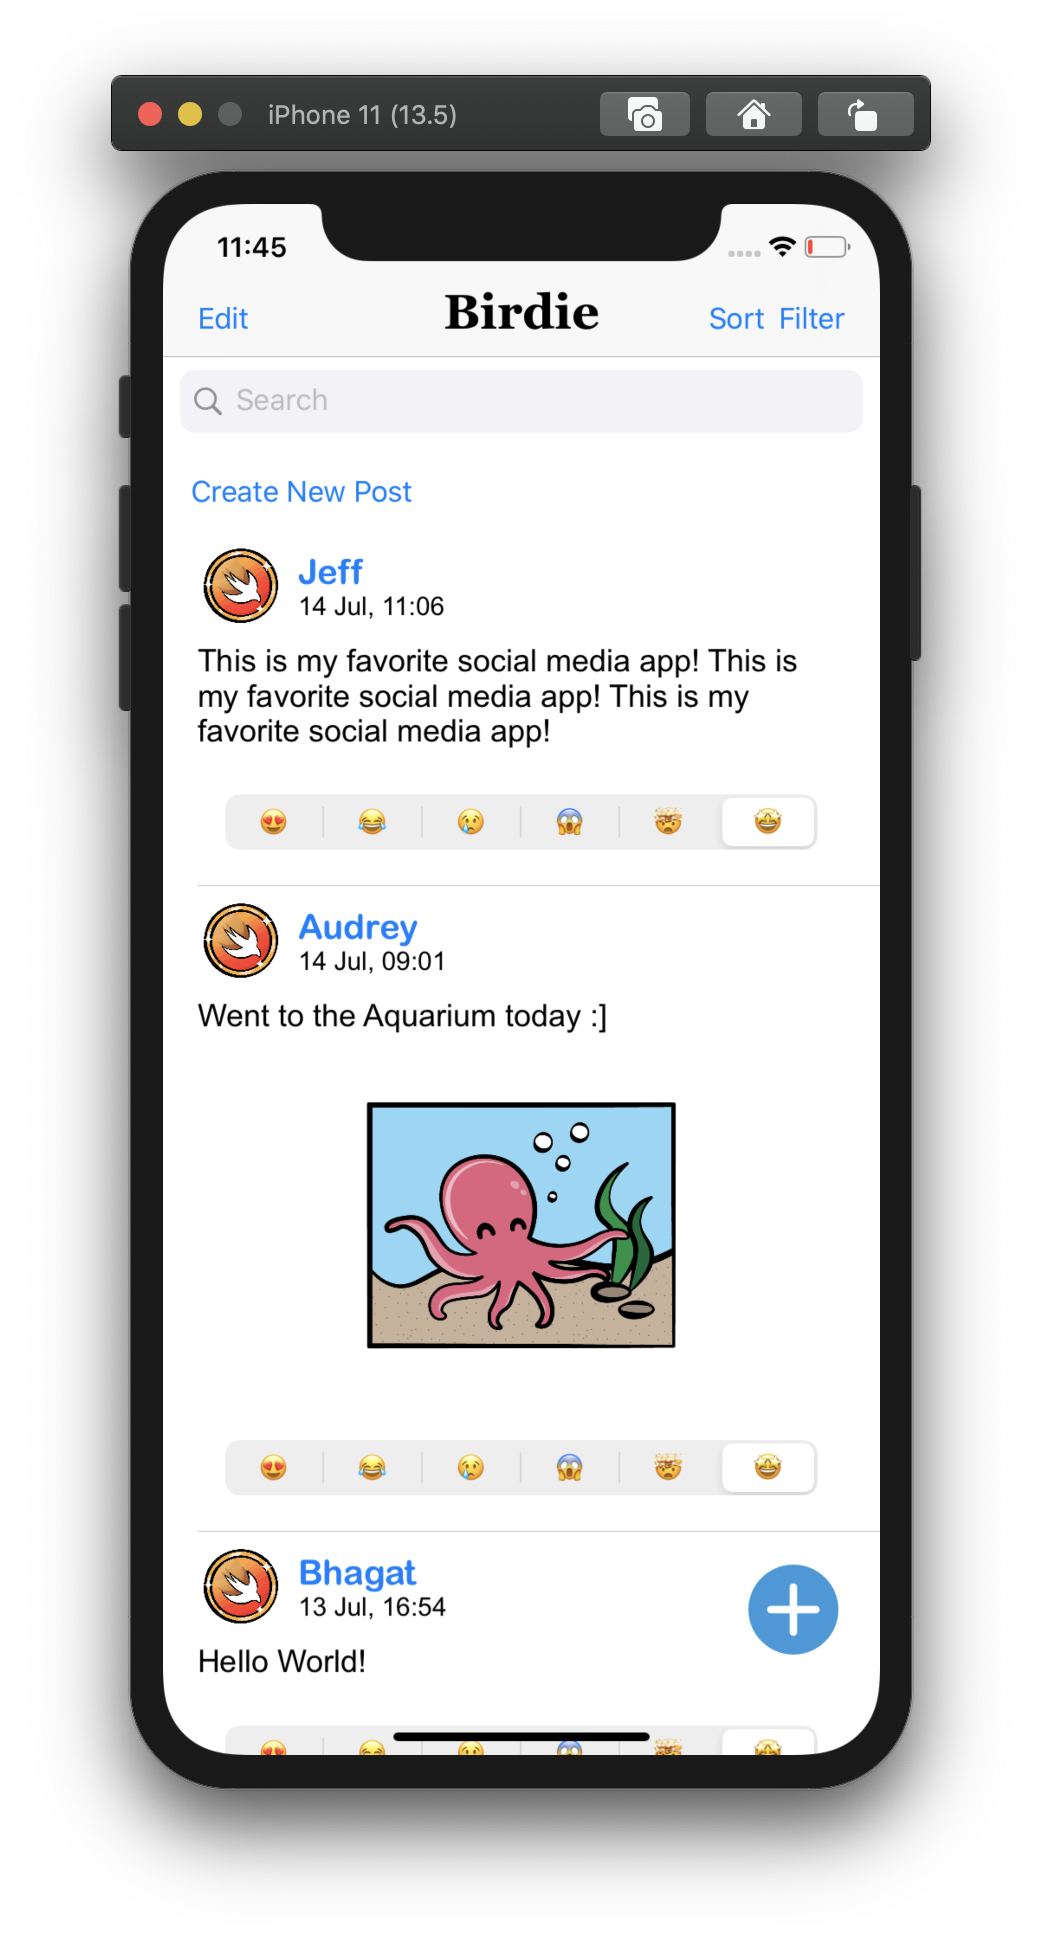 iPhone 11 (13.5)
11:45
Edit
Birdie
Sort Filter
Search
Create New Post
Jeff
14 Jul, 11:06
This is my favorite social media app! This is
my favorite social media app! This is my
favorite social media app!
Audrey
14 Jul, 09:01
Went to the Aquarium today :]
Bhagat
13 Jul, 16:54
Hello World!